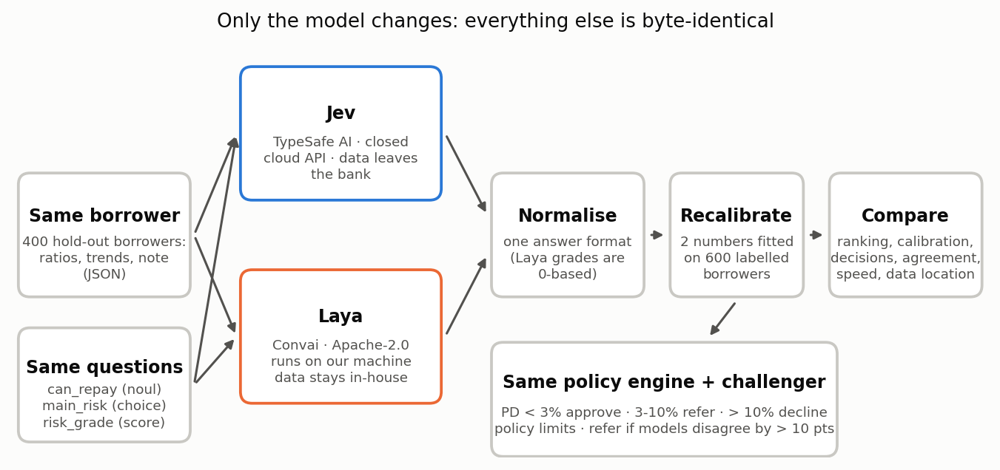 Only the model changes: everything else is byte-identical
Jev
TypeSafe AI · closed
cloud API · data leaves
the bank
Same borrower
400 hold-out borrowers:
ratios, trends, note
(JSON)
Normalise
one answer format
(Laya grades are
0-based)
Recalibrate
2 numbers fitted
on 600 labelled
borrowers
Compare
ranking, calibration,
decisions, agreement,
speed, data location
Laya
Convai · Apache-2.0
runs on our machine
data stays in-house
Same questions
can_repay (noul)
main_risk (choice)
risk_grade (score)
Same policy engine + challenger
PD < 3% approve · 3-10% refer · > 10% decline
policy limits · refer if models disagree by > 10 pts